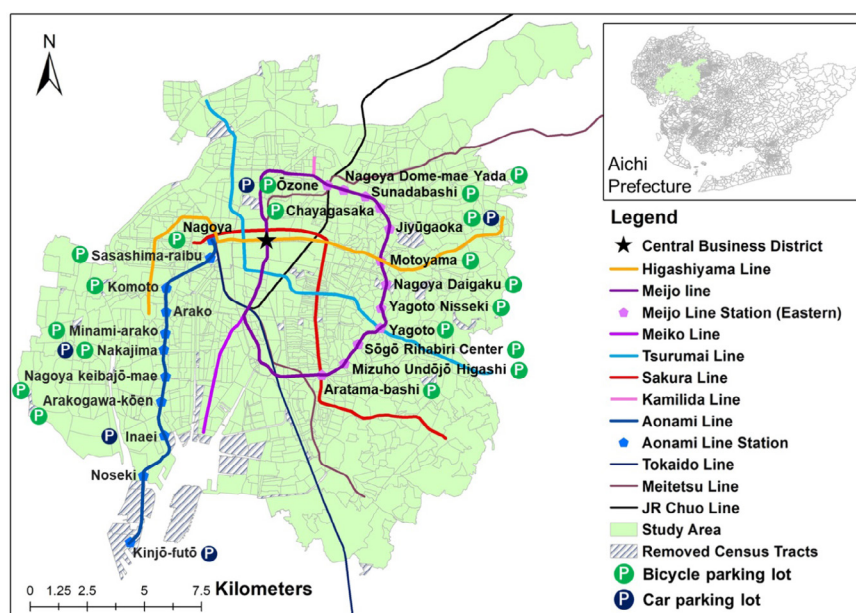 N
Nagoya Dome-mae Yada P
P P Ōzone
Sunadabashi P
P Chayagasaka
Jiyūgaoka P P
Nagoya
P
Sasashima-raibu P
Motoyama P
Komoto P
Nagoya Daigaku P
Arako
Yagoto Nisseki P
Minami-arako P
Yagoto P
P P Nakajima
Sōgō Rihabiri Center P
Nagoya keibajō-mae
Mizuho Undōjō Higashi P
P
Arakogawa-kōen
Aratama-bashi P
P
P Inaei
Noseki
Kinjō-futō P
0 1.25 2.5 5 7.5 Kilometers
Aichi
Prefecture
Legend
Central Business District
Higashiyama Line
Meijo line
Meijo Line Station (Eastern)
Meiko Line
Tsurumai Line
Sakura Line
Kamilida Line
Aonami Line
Aonami Line Station
Tokaido Line
Meitetsu Line
JR Chuo Line
Study Area
Removed Census Tracts
P Bicycle parking lot
P Car parking lot